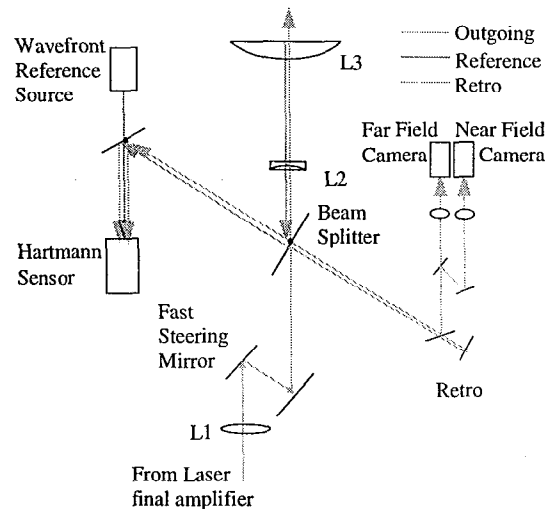 Wavefront
Reference
Source
L3
Outgoing
Reference
Retro
Far Field
Camera
Near Field
Camera
L2
Beam
Splitter
Hartmann
Sensor
Fast
Steering
Mirror
Retro
L1
From Laser
final amplifier